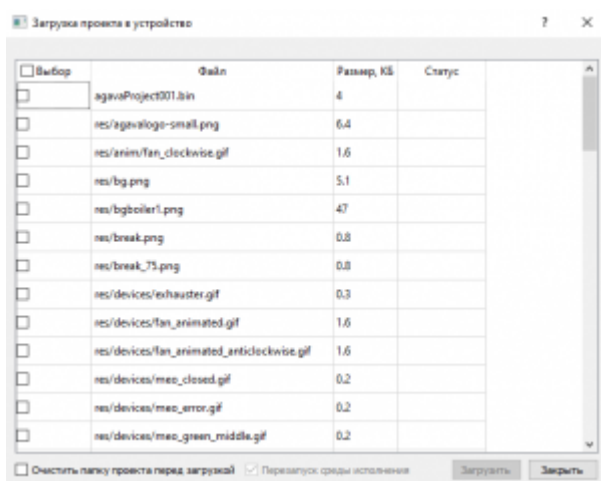 Загрузка проекта в устройство ? ×
Выбор Файл Размер, КБ Статус
agavaProject001.bin 4
res/agavalogo-small.png 6.4
res/anim/fan_clockwise.gif 1.6
res/bg.png 5.1
res/bgboiler1.png 47
res/break.png 0.8
res/break_75.png 0.8
res/devices/exhauster.gif 0.3
res/devices/fan_animated.gif 1.6
res/devices/fan_animated_anticlockwise.gif 1.6
res/devices/meo_closed.gif 0.2
res/devices/meo_error.gif 0.2
res/devices/meo_green_middle.gif 0.2
Очистить папку проекта перед загрузкой Перезапуск среды исполнения Загрузить Закрыть